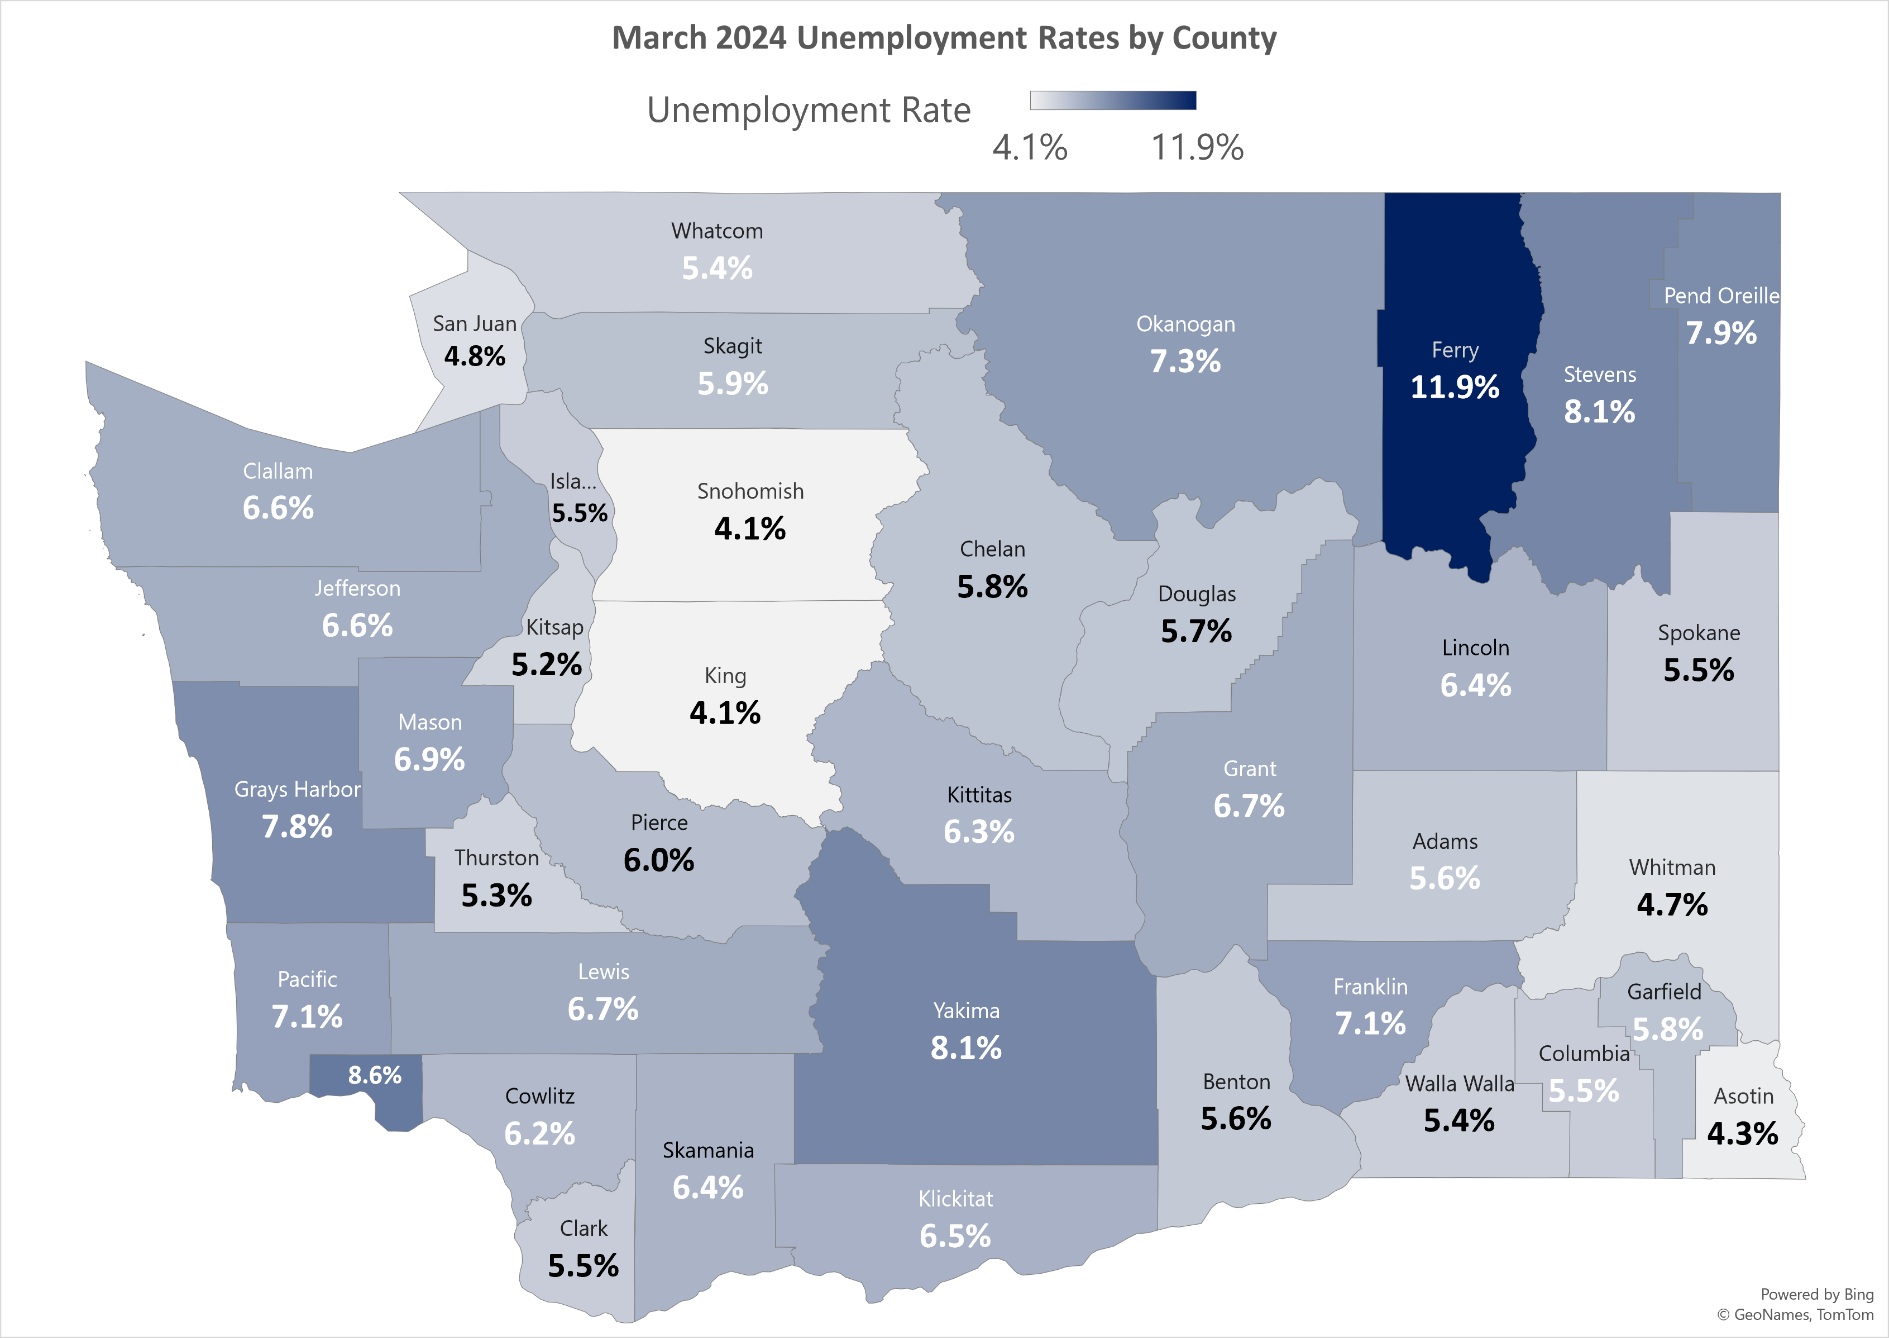 March 2024 Unemployment Rates by County
Unemployment Rate
4.1% 11.9%
Whatcom
5.4%
San Juan
4.8%
Skagit
5.9%
Okanogan
7.3%
Ferry
11.9%
Stevens
8.1%
Pend Oreille
7.9%
Clallam
6.6%
Isla...
5.5%
Snohomish
4.1%
Chelan
5.8%
Douglas
5.7%
Jefferson
6.6%
Kitsap
5.2%
King
4.1%
Lincoln
6.4%
Spokane
5.5%
Mason
6.9%
Grays Harbor
7.8%
Thurston
5.3%
Pierce
6.0%
Kittitas
6.3%
Grant
6.7%
Adams
5.6%
Whitman
4.7%
Pacific
7.1%
Lewis
6.7%
Yakima
8.1%
Franklin
7.1%
Garfield
5.8%
Columbia
5.5%
8.6%
Cowlitz
6.2%
Skamania
6.4%
Benton
5.6%
Walla Walla
5.4%
Asotin
4.3%
Clark
5.5%
Klickitat
6.5%
Powered by Bing
© GeoNames, TomTom